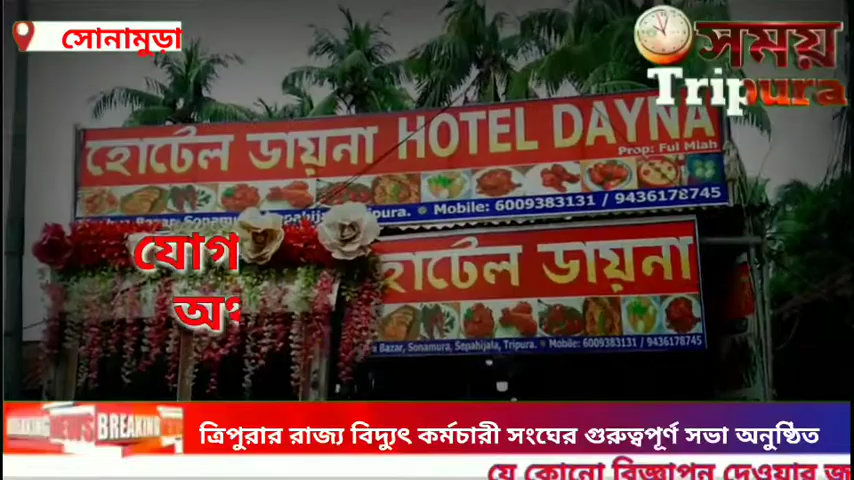 সোনামুড়া
সময়
Tripura
হোটেল ডায়না HOTEL DAYNA
Prop: Ful Miah
Bazar, Sonamura, Sepahijala, Tripura. Mobile: 6009383131 / 9436178745
যোগ
হোটেল ডায়না
Bazar, Sonamura, Sepahijala, Tripura. Mobile: 6009383131 / 9436178745
BREAKING NEWS BREAKING
ত্রিপুরার রাজ্য বিদ্যুৎ কর্মচারী সংঘের গুরুত্বপূর্ণ সভা অনুষ্ঠিত
যে কোনো বিজ্ঞাপন দেওয়ার